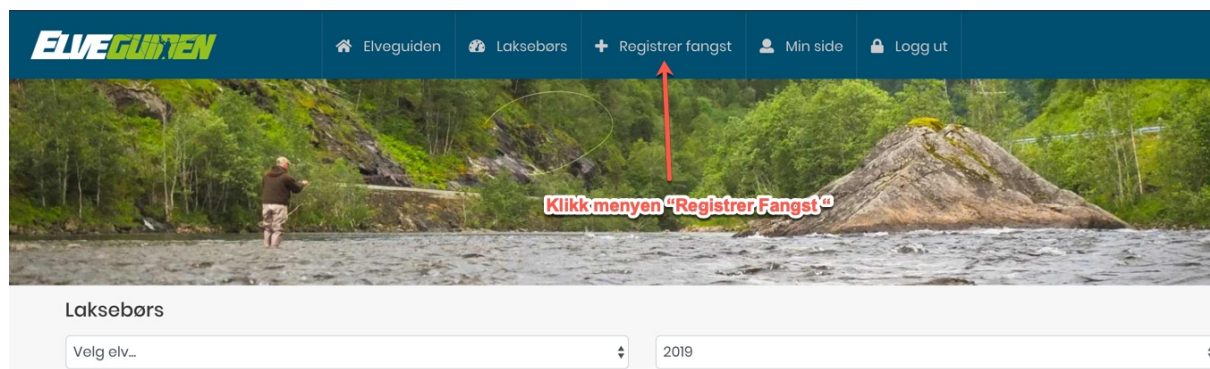 ELVEGUIDEN
Elveguiden
Laksebørs
Registrer fangst
Min side
Logg ut
Klikk menyen “Registrer Fangst “
Laksebørs
Velg elv...
2019